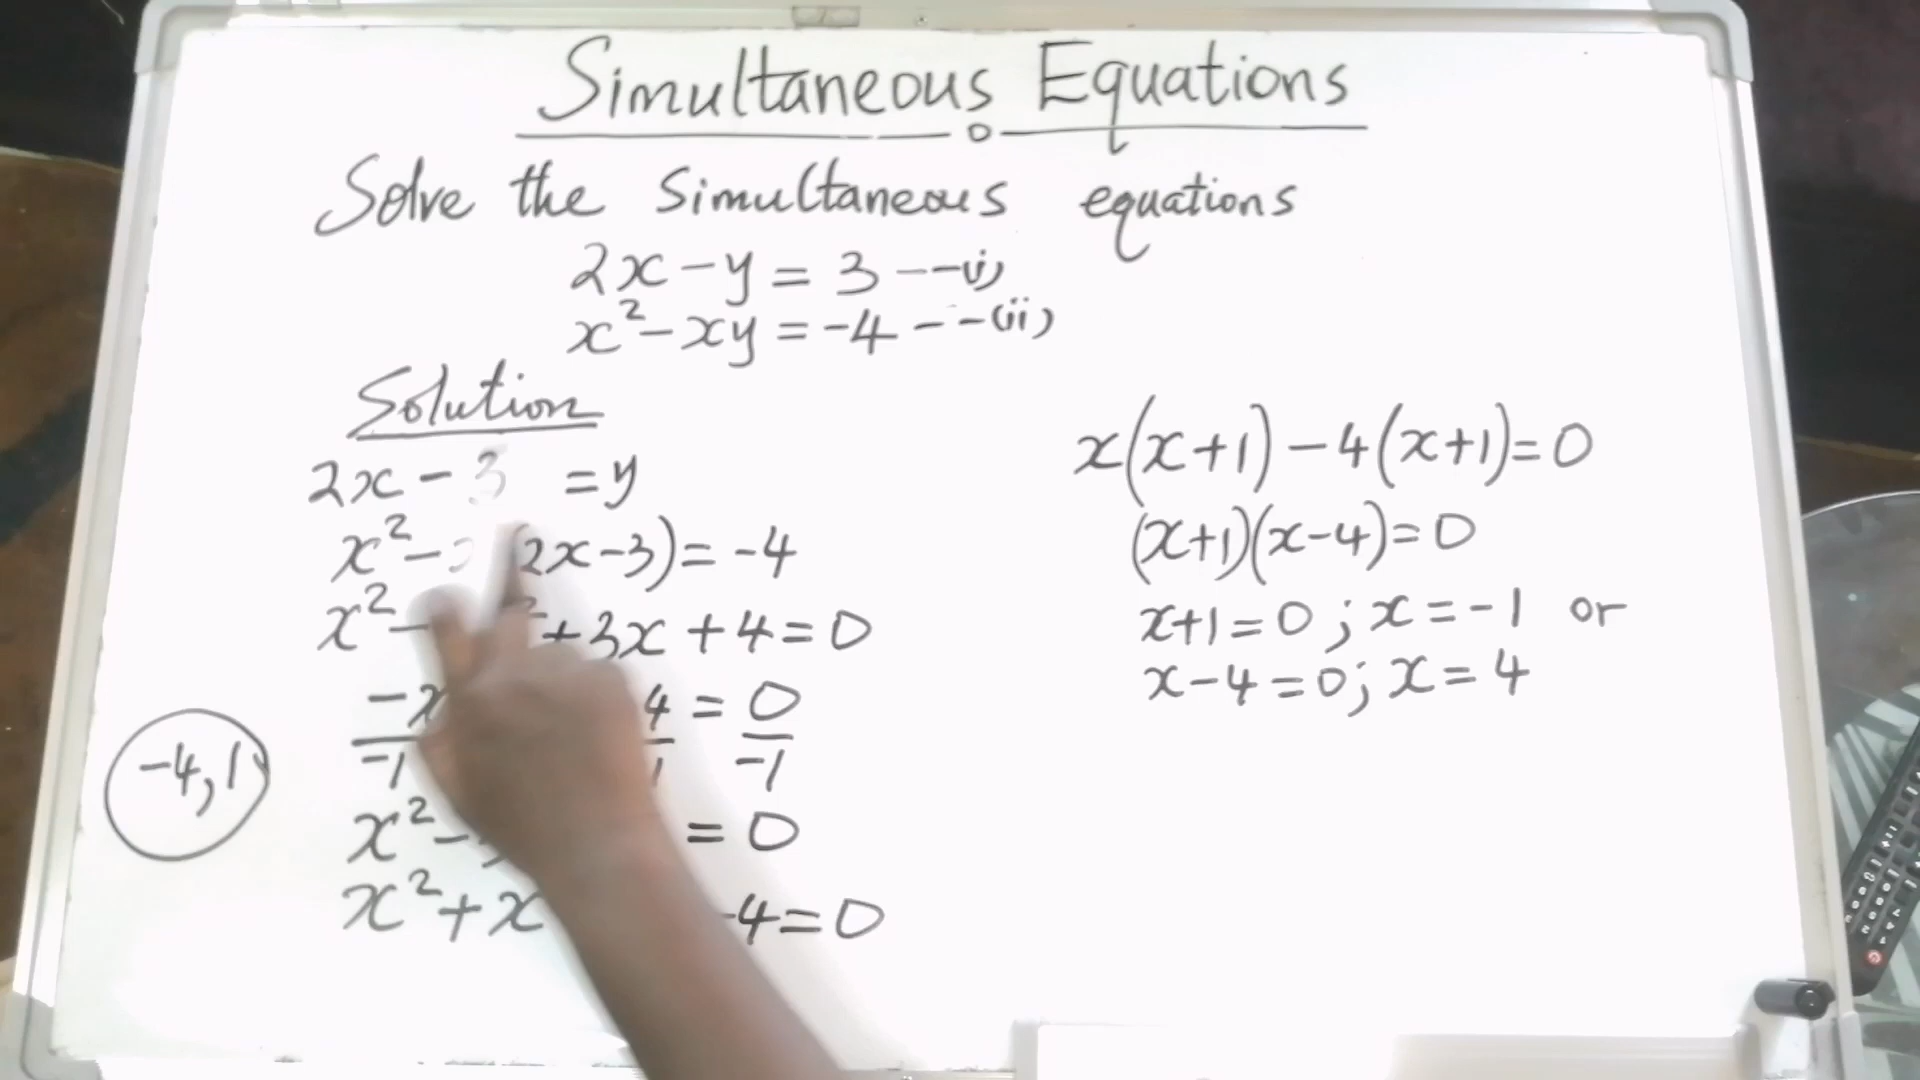 Simultaneous Equations
Solve the simultaneous equations
2x - y = 3 -- (i)
x² - xy = -4 -- (ii)
Solution
2x - 3 = y
x² - (2x - 3) = -4
x² - ² + 3x + 4 = 0
-x 4 = 0
-1 1 -1
-4, 1
x² - = 0
x² + x -4 = 0
x(x+1) - 4(x+1) = 0
(x+1)(x-4) = 0
x+1 = 0; x = -1 or
x-4 = 0; x = 4